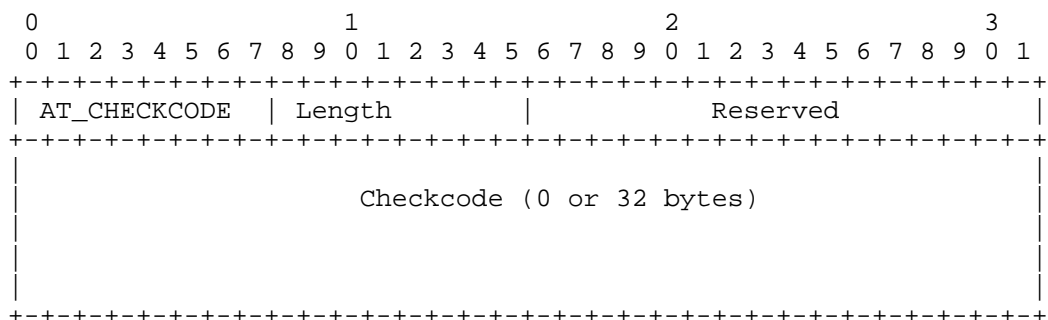 0                   1                   2                   3
 0 1 2 3 4 5 6 7 8 9 0 1 2 3 4 5 6 7 8 9 0 1 2 3 4 5 6 7 8 9 0 1
+-+-+-+-+-+-+-+-+-+-+-+-+-+-+-+-+-+-+-+-+-+-+-+-+-+-+-+-+-+-+-+-+
| AT_CHECKCODE  | Length        |           Reserved            |
+-+-+-+-+-+-+-+-+-+-+-+-+-+-+-+-+-+-+-+-+-+-+-+-+-+-+-+-+-+-+-+-+
|                                                               |
|                     Checkcode (0 or 32 bytes)                 |
|                                                               |
|                                                               |
|                                                               |
+-+-+-+-+-+-+-+-+-+-+-+-+-+-+-+-+-+-+-+-+-+-+-+-+-+-+-+-+-+-+-+-+